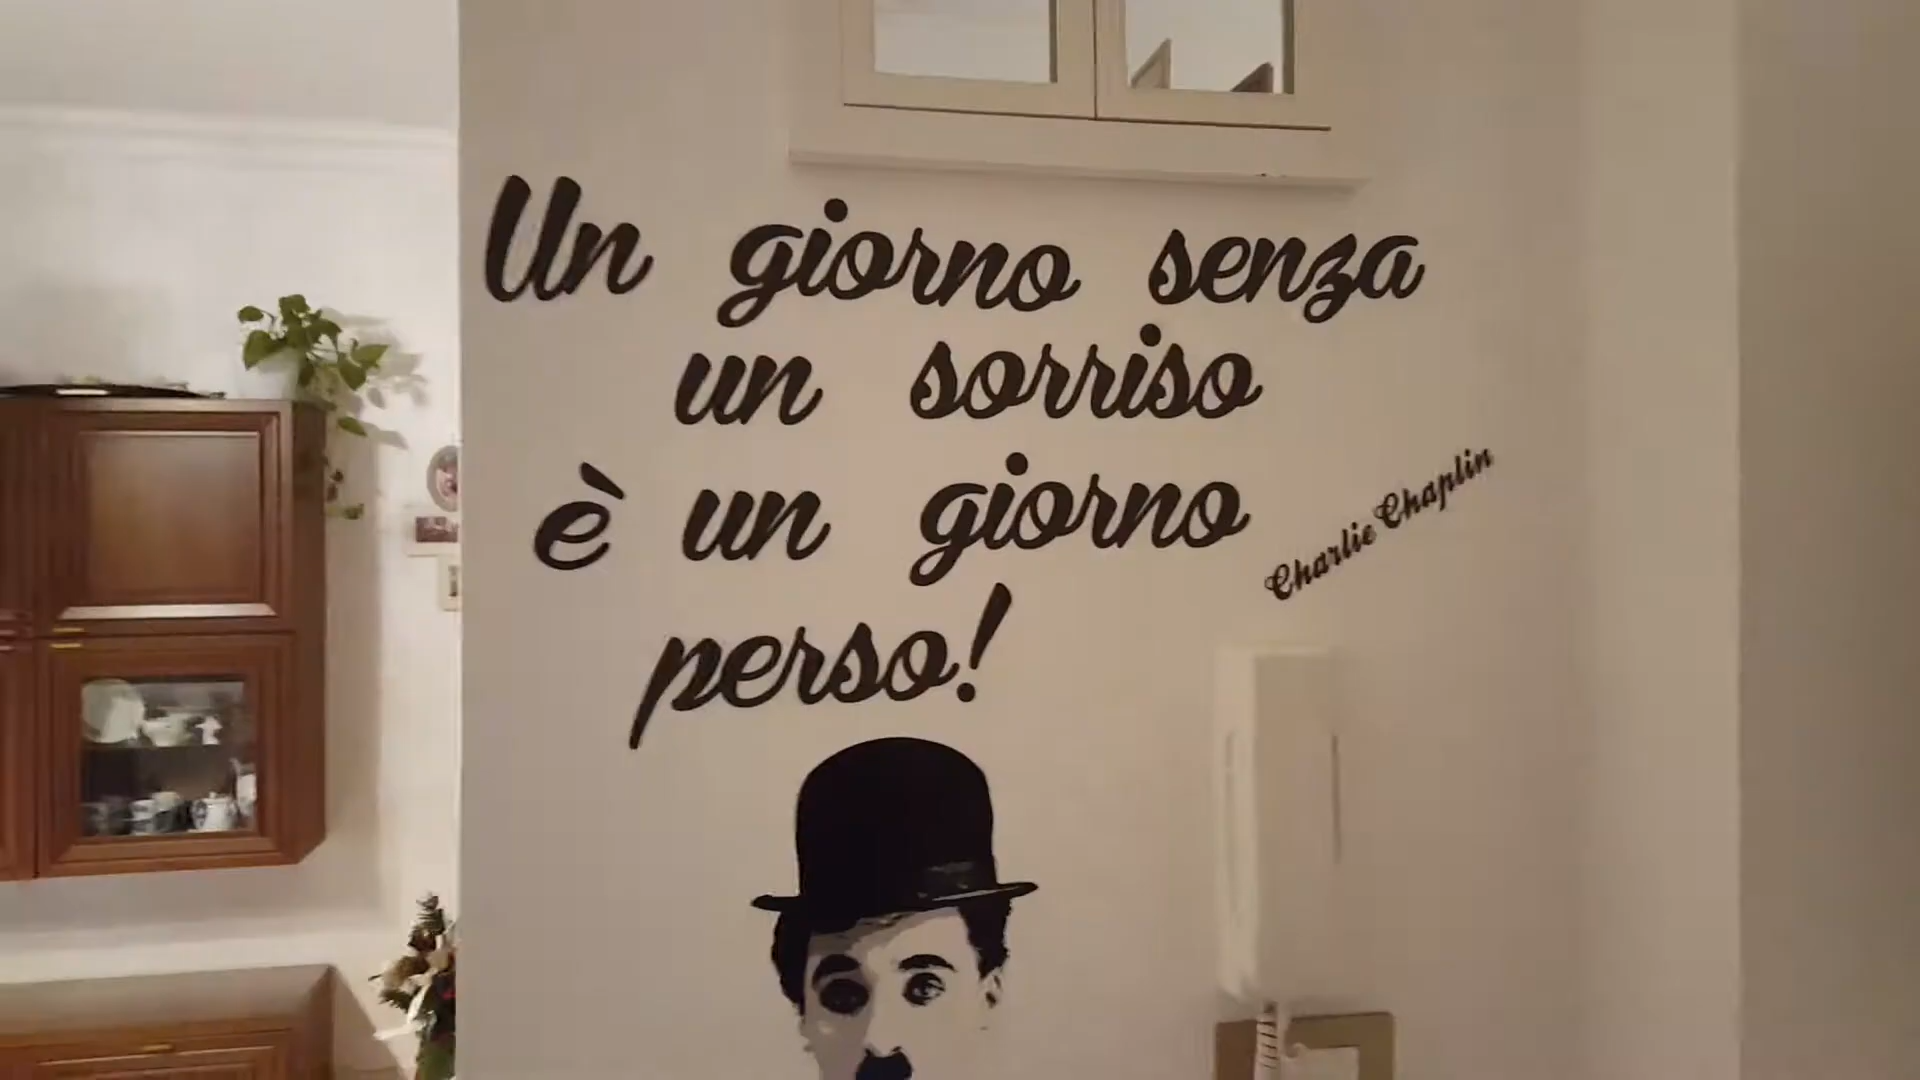 Un giorno senza
un sorriso
è un giorno
perso!
Charlie Chaplin